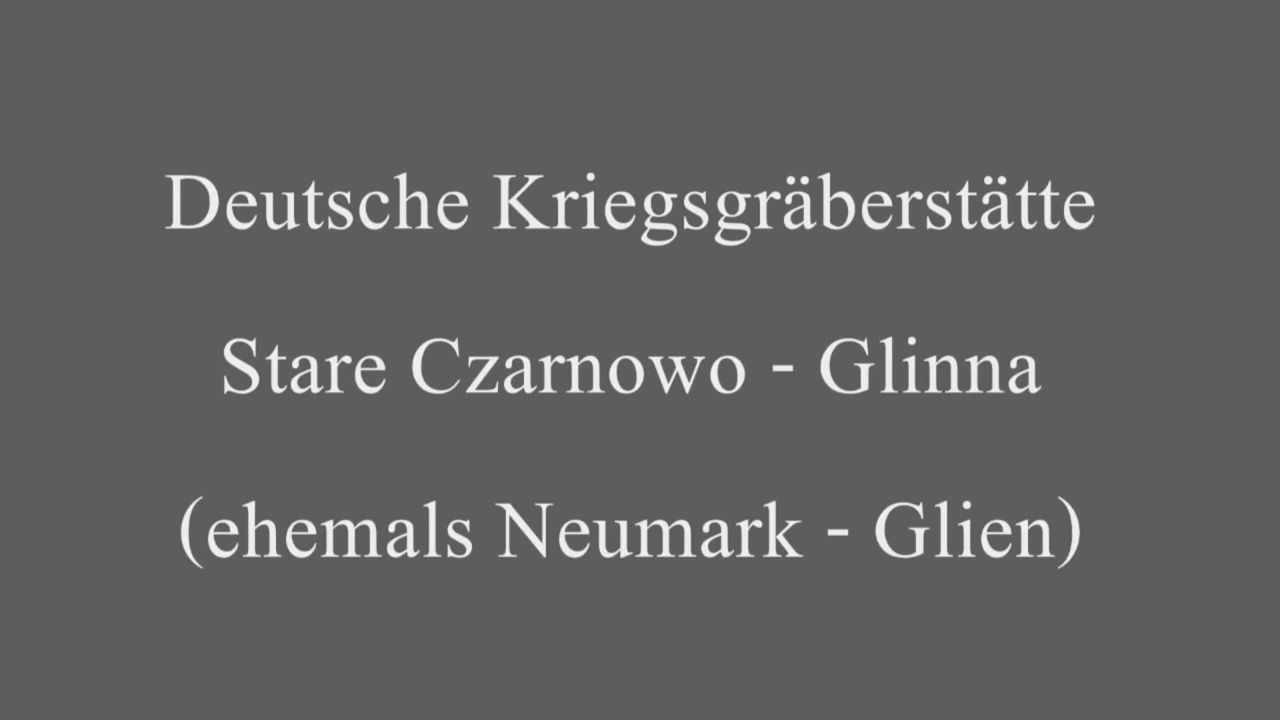 Deutsche Kriegsgräberstätte
Stare Czarnowo - Glinna
(ehemals Neumark - Glien)